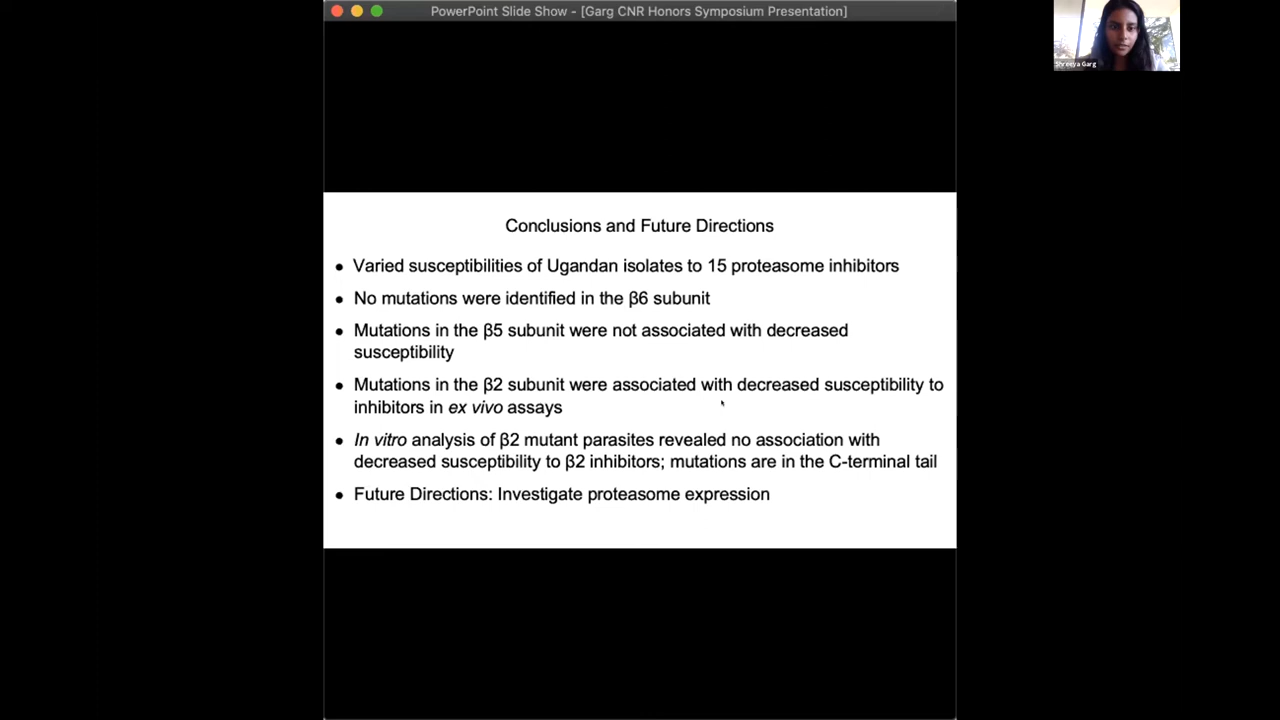 PowerPoint Slide Show - [Garg CNR Honors Symposium Presentation]
Shreeya Garg
Conclusions and Future Directions
● Varied susceptibilities of Ugandan isolates to 15 proteasome inhibitors
● No mutations were identified in the β6 subunit
● Mutations in the β5 subunit were not associated with decreased
susceptibility
● Mutations in the β2 subunit were associated with decreased susceptibility to
inhibitors in ex vivo assays
● In vitro analysis of β2 mutant parasites revealed no association with
decreased susceptibility to β2 inhibitors; mutations are in the C-terminal tail
● Future Directions: Investigate proteasome expression